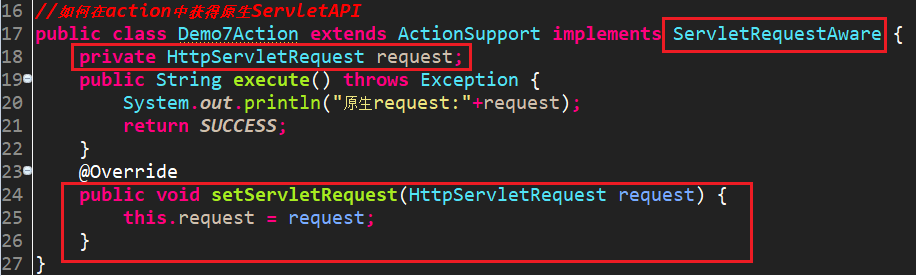 16 //如何在action中获得原生ServletAPI
17 public class Demo7Action extends ActionSupport implements ServletRequestAware {
18     private HttpServletRequest request;
19     public String execute() throws Exception {
20         System.out.println("原生request:"+request);
21         return SUCCESS;
22     }
23     @Override
24     public void setServletRequest(HttpServletRequest request) {
25         this.request = request;
26     }
27 }